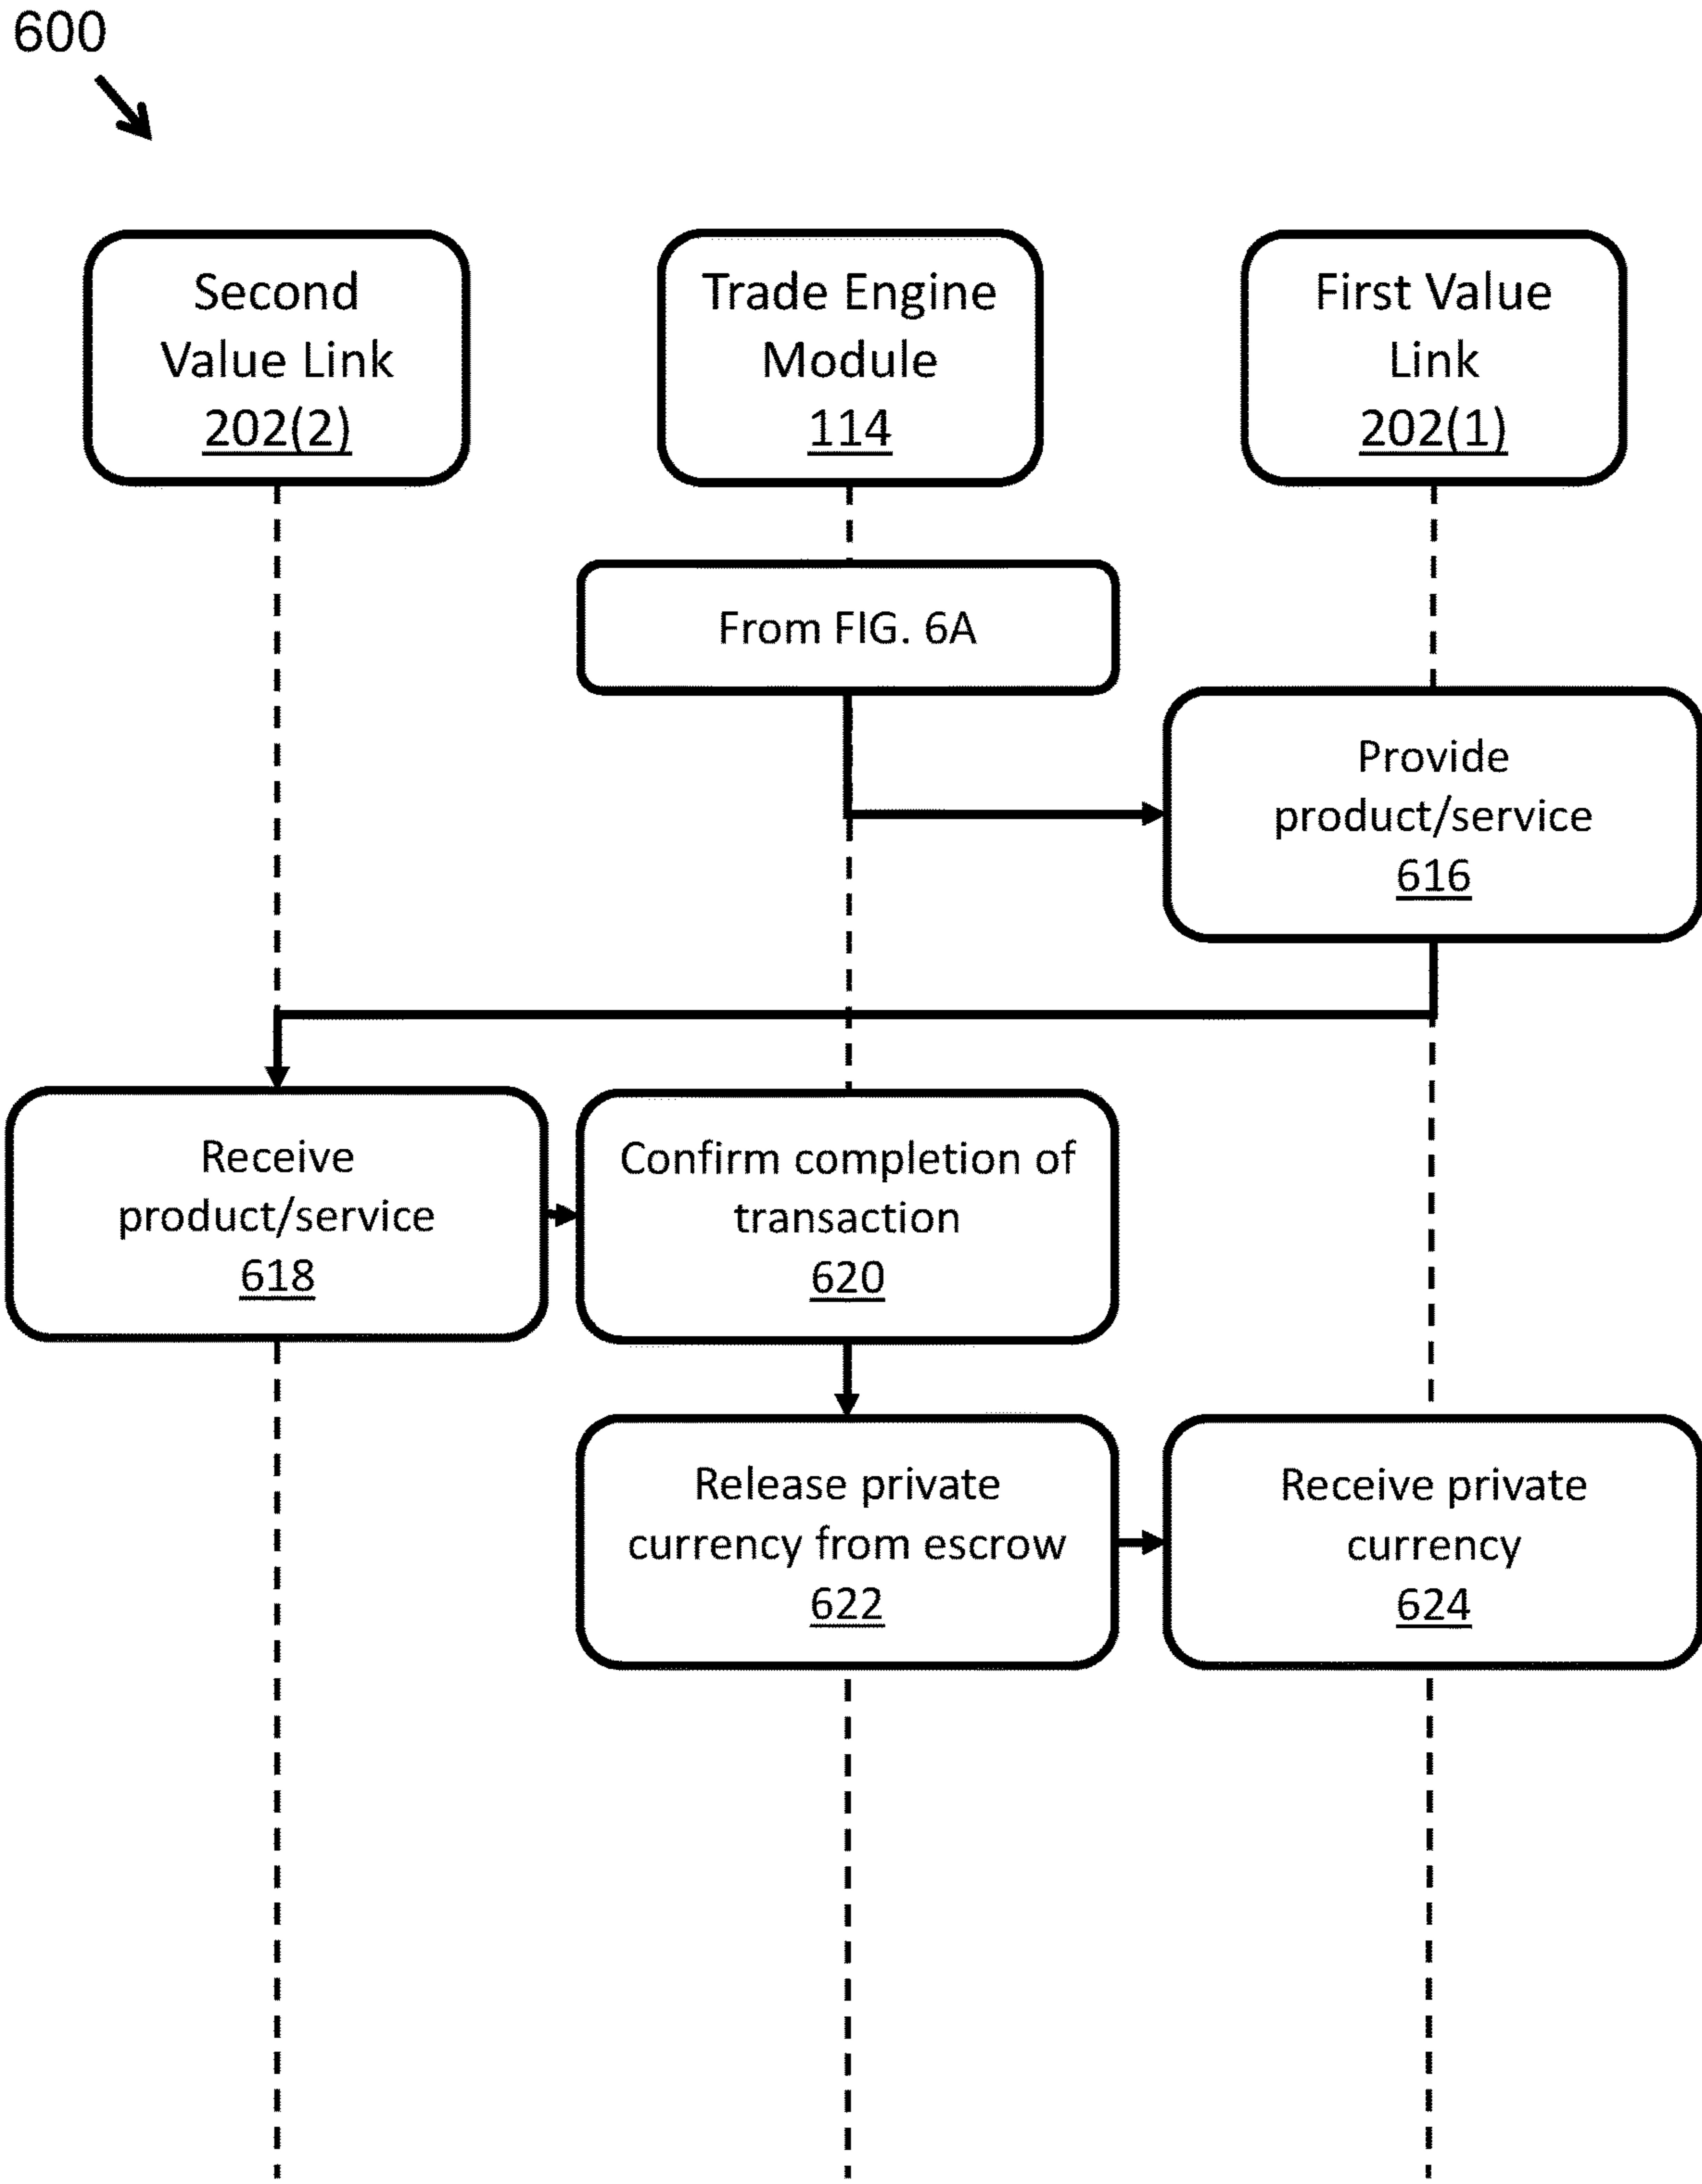 600
Second
Value Link
202(2)
Trade Engine
Module
114
First Value
Link
202(1)
From FIG. 6A
Provide
product/service
616
Receive
product/service
618
Confirm completion of
transaction
620
Release private
currency from escrow
622
Receive private
currency
624